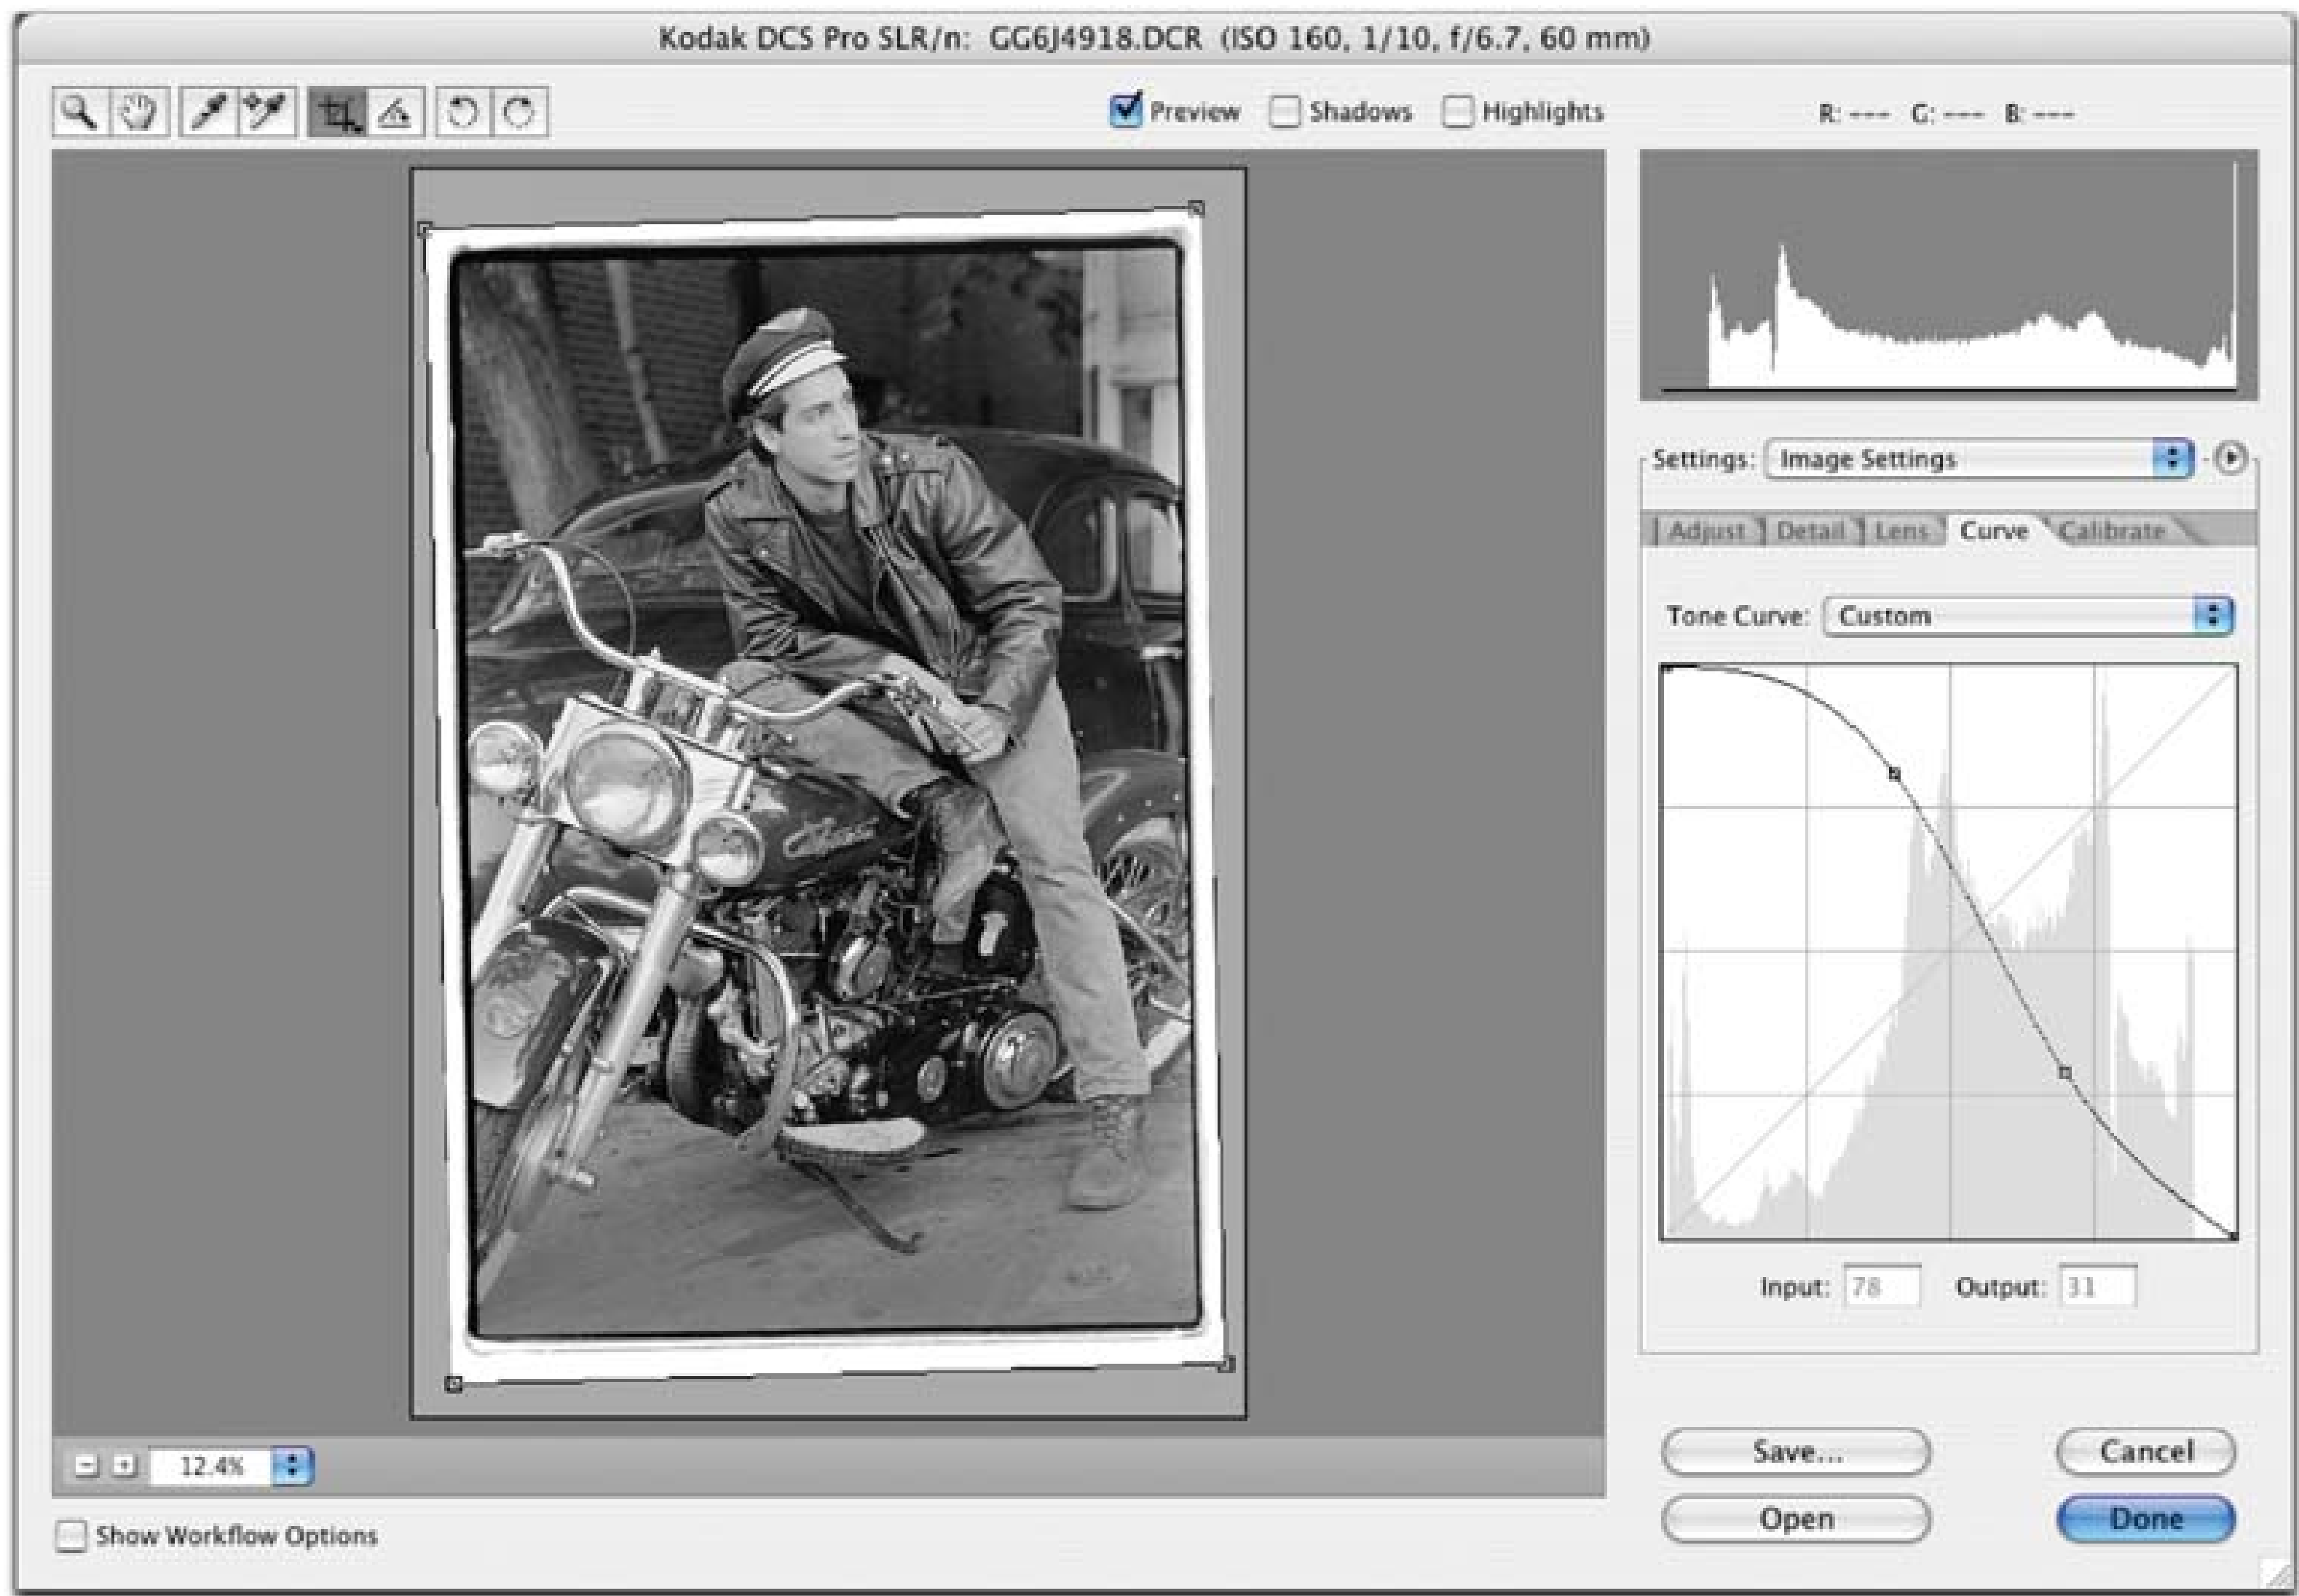 Kodak DCS Pro SLR/n: GG6J4918.DCR (ISO 160, 1/10, f/6.7, 60 mm)
Preview Shadows Highlights R: --- G: --- B: ---
Settings: Image Settings
Adjust Detail Lens Curve Calibrate
Tone Curve: Custom
Input: 78 Output: 31
12.4%
Save... Cancel
Open Done
Show Workflow Options